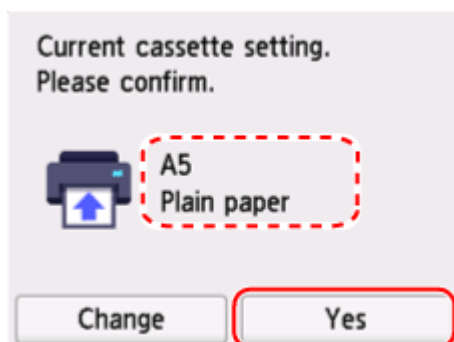 Current cassette setting.
Please confirm.
A5
Plain paper
Change
Yes